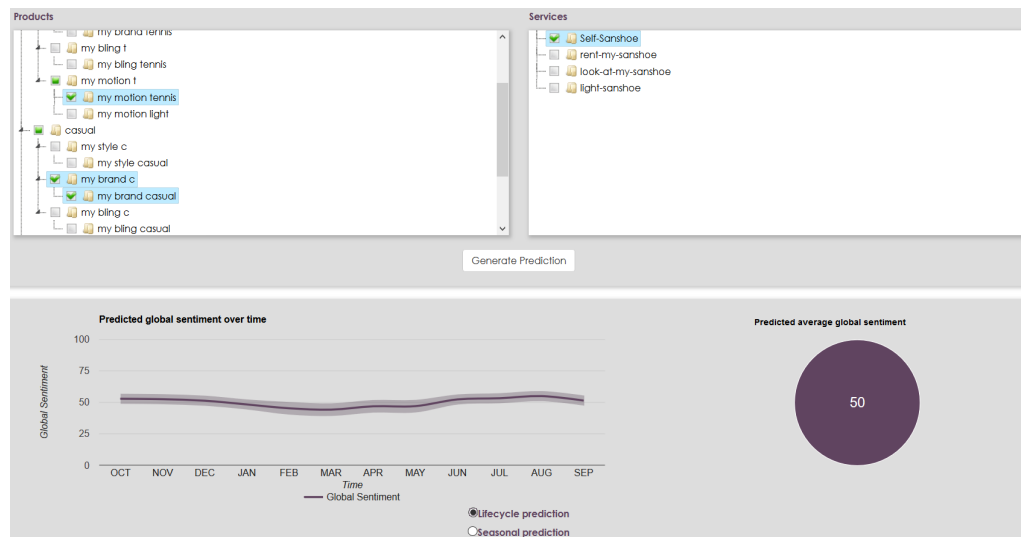 Products
my brand tennis
my bling t
my bling tennis
my motion t
my motion tennis
my motion light
casual
my style c
my style casual
my brand c
my brand casual
my bling c
my bling casual
Services
Self-Sanshoe
rent-my-sanshoe
look-at-my-sanshoe
light-sanshoe
Generate Prediction
Predicted global sentiment over time
100
75
50
25
0
Global Sentiment
OCT NOV DEC JAN FEB MAR APR MAY JUN JUL AUG SEP
Time
Global Sentiment
Predicted average global sentiment
50
Lifecycle prediction
Seasonal prediction